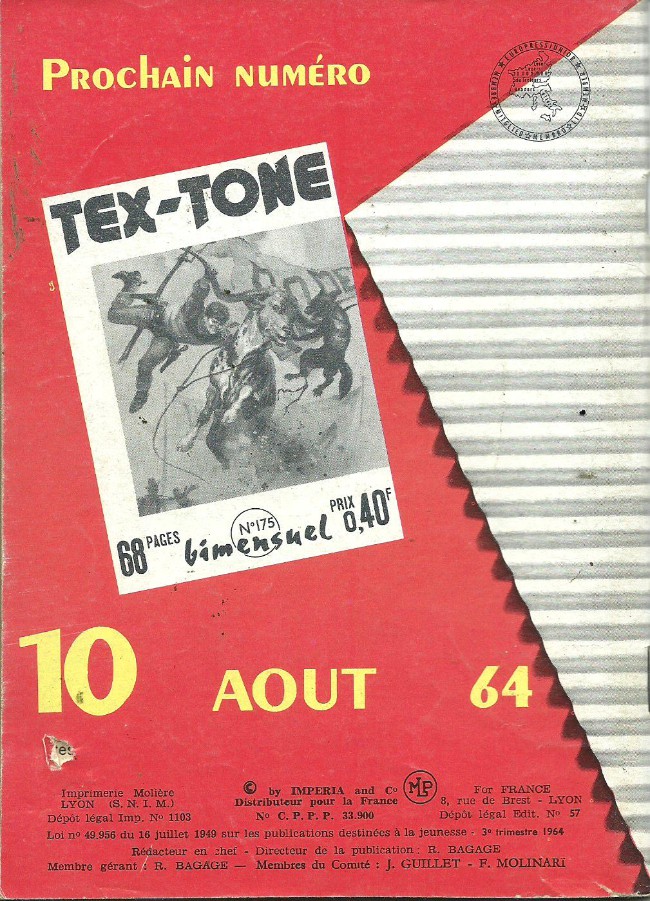 PROCHAIN NUMÉRO
EUROPRESSJUNIOR
MEMBRO
TEX-TONE
68 PAGES
N° 175
bimensuel
PRIX
0,40F
10 AOUT 64
res
Imprimerie Molière
LYON (S. N. I. M.)
Dépôt légal Imp. No 1103
© by IMPERIA and Co
Distributeur pour la France
No C. P. P. P. 33.900
MP
For FRANCE
8, rue de Brest - LYON
Dépôt légal Edit. No 57
Loi no 49.956 du 16 juillet 1949 sur les publications destinées à la jeunesse - 3e trimestre 1964
Rédacteur en chef - Directeur de la publication : R. BAGAGE
Membre gérant : R. BAGAGE — Membres du Comité : J. GUILLET - F. MOLINARI